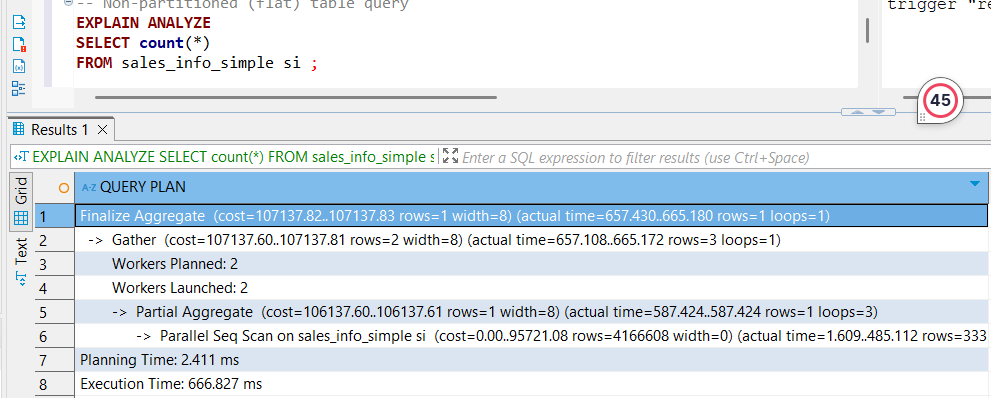 -- Non-partitioned (flat) table query
trigger "re
EXPLAIN ANALYZE
SELECT count(*)
FROM sales_info_simple si ;
45
Results 1
EXPLAIN ANALYZE SELECT count(*) FROM sales_info_simple s
Enter a SQL expression to filter results (use Ctrl+Space)
Grid
Text
A-Z QUERY PLAN
1 Finalize Aggregate (cost=107137.82..107137.83 rows=1 width=8) (actual time=657.430..665.180 rows=1 loops=1)
2 -> Gather (cost=107137.60..107137.81 rows=2 width=8) (actual time=657.108..665.172 rows=3 loops=1)
3 Workers Planned: 2
4 Workers Launched: 2
5 -> Partial Aggregate (cost=106137.60..106137.61 rows=1 width=8) (actual time=587.424..587.424 rows=1 loops=3)
6 -> Parallel Seq Scan on sales_info_simple si (cost=0.00..95721.08 rows=4166608 width=0) (actual time=1.609..485.112 rows=333
7 Planning Time: 2.411 ms
8 Execution Time: 666.827 ms